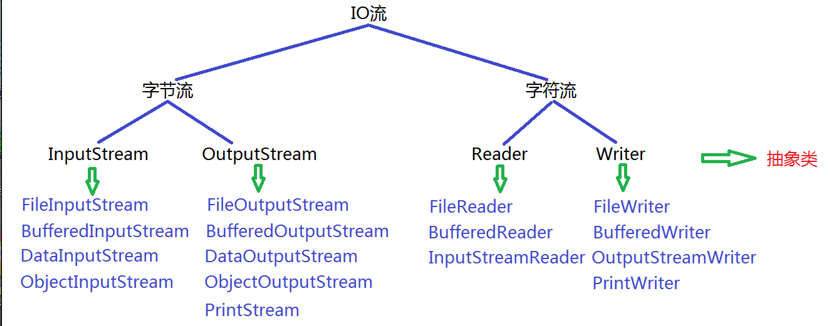 IO流
字节流 字符流
InputStream OutputStream Reader Writer 抽象类
FileInputStream FileOutputStream FileReader FileWriter
BufferedInputStream BufferedOutputStream BufferedReader BufferedWriter
DataInputStream DataOutputStream InputStreamReader OutputStreamWriter
ObjectInputStream ObjectOutputStream PrintWriter
PrintStream